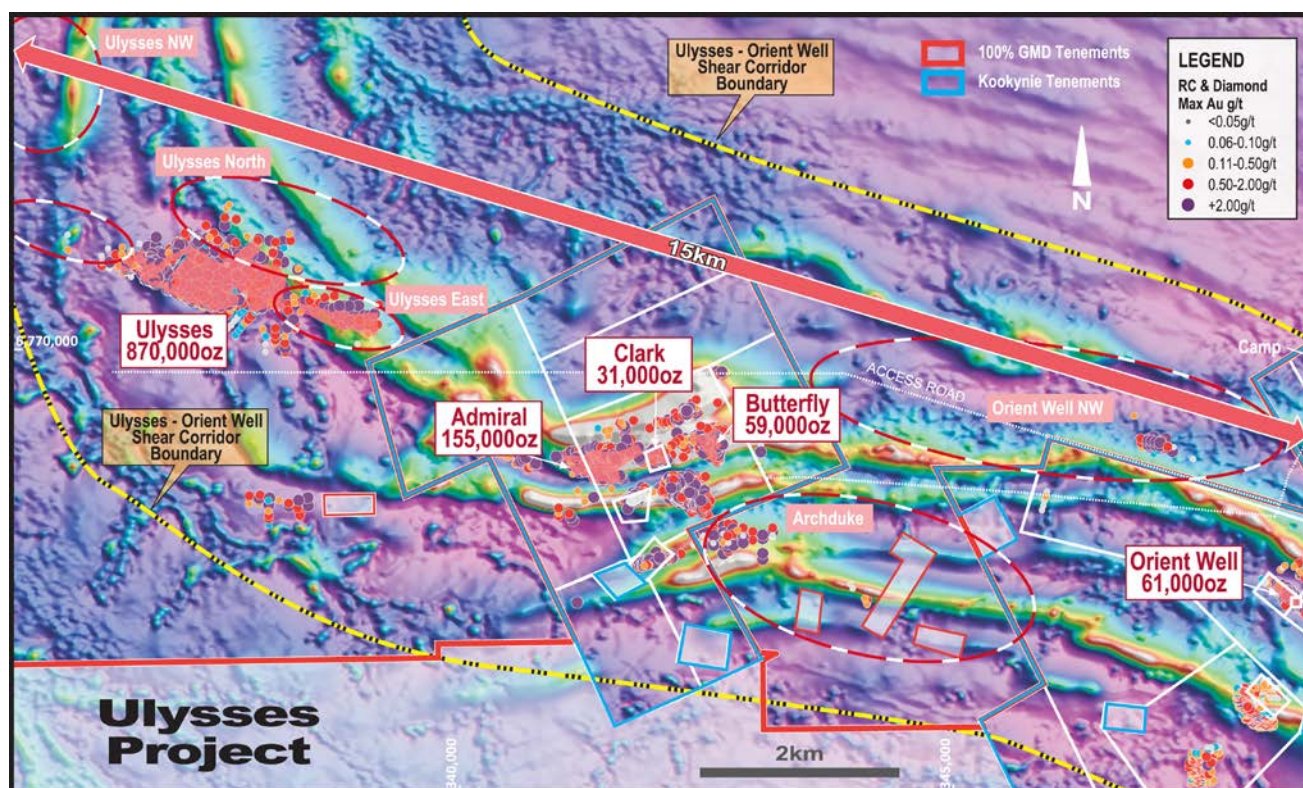 Ulysses NW
Ulysses - Orient Well
Shear Corridor
Boundary
100% GMD Tenements
Kookynie Tenements
LEGEND
RC & Diamond
Max Au g/t
<0.05g/t
0.06-0.10g/t
0.11-0.50g/t
0.50-2.00g/t
+2.00g/t
N
Ulysses North
15km
Ulysses East
Ulysses
870,000oz
6 770,000
Camp
Clark
31,000oz
ACCESS ROAD
Admiral
155,000oz
Butterfly
59,000oz
Orient Well NW
Ulysses - Orient Well
Shear Corridor
Boundary
Archduke
Orient Well
61,000oz
Ulysses
Project
340,000
345,000
2km